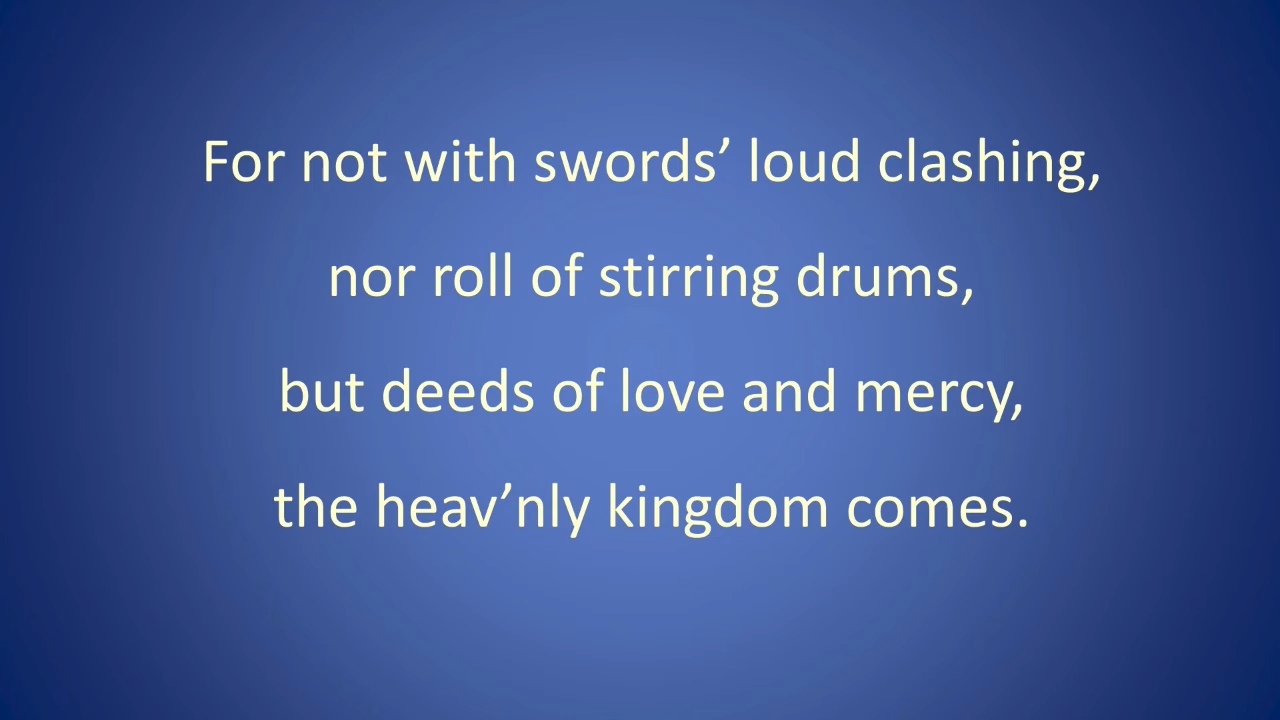 For not with swords’ loud clashing,
nor roll of stirring drums,
but deeds of love and mercy,
the heav’nly kingdom comes.